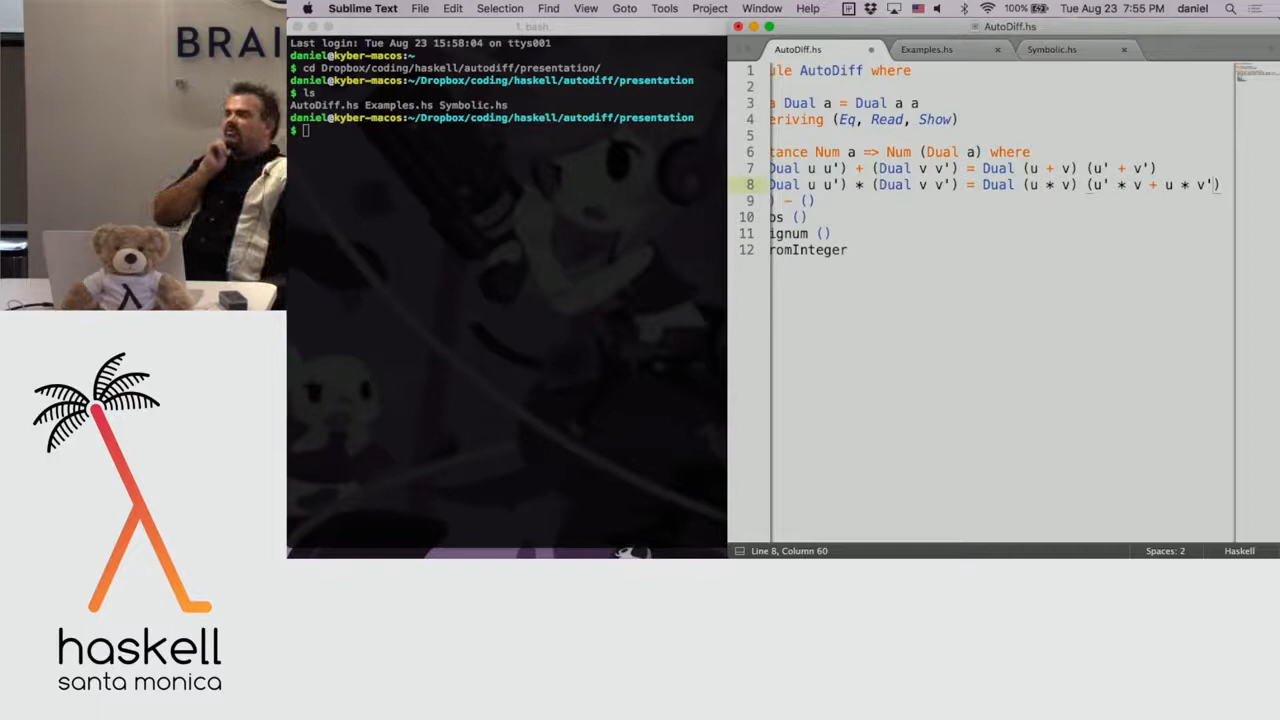 Sublime Text File Edit Selection Find View Goto Tools Project Window Help 100% Tue Aug 23 7:55 PM daniel
BRAI
1. bash
Last login: Tue Aug 23 15:58:04 on ttys001
daniel@kyber-macos:~
$ cd Dropbox/coding/haskell/autodiff/presentation/
daniel@kyber-macos:~/Dropbox/coding/haskell/autodiff/presentation
$ ls
AutoDiff.hs Examples.hs Symbolic.hs
daniel@kyber-macos:~/Dropbox/coding/haskell/autodiff/presentation
$
AutoDiff.hs
AutoDiff.hs Examples.hs Symbolic.hs
1 ule AutoDiff where
2
3 a Dual a = Dual a a
4 eriving (Eq, Read, Show)
5
6 tance Num a => Num (Dual a) where
7 Dual u u') + (Dual v v') = Dual (u + v) (u' + v')
8 Dual u u') * (Dual v v') = Dual (u * v) (u' * v + u * v')
9 ) - ()
10 bs ()
11 ignum ()
12 romInteger
Line 8, Column 60 Spaces: 2 Haskell
haskell
santa monica